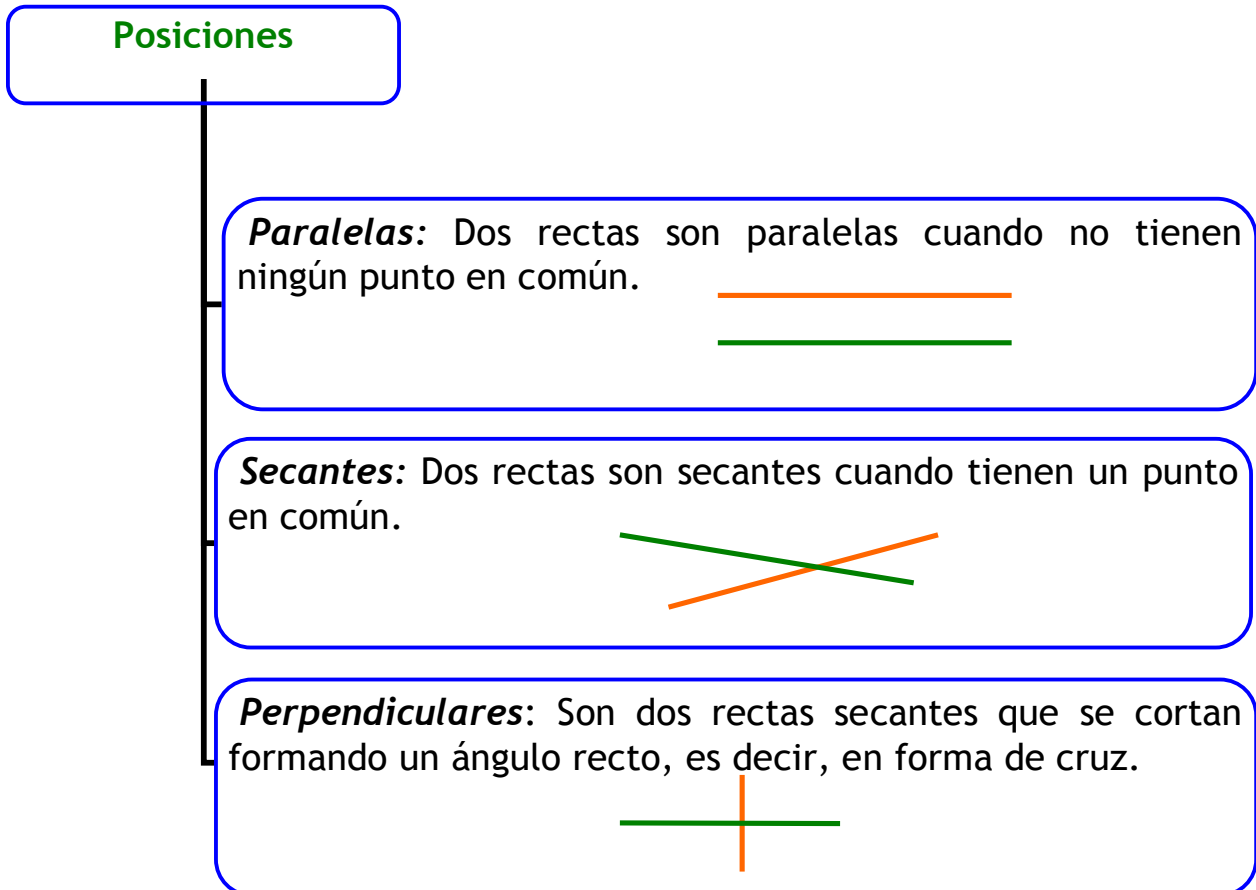 Posiciones
Paralelas: Dos rectas son paralelas cuando no tienen
ningún punto en común.
Secantes: Dos rectas son secantes cuando tienen un punto
en común.
Perpendiculares: Son dos rectas secantes que se cortan
formando un ángulo recto, es decir, en forma de cruz.